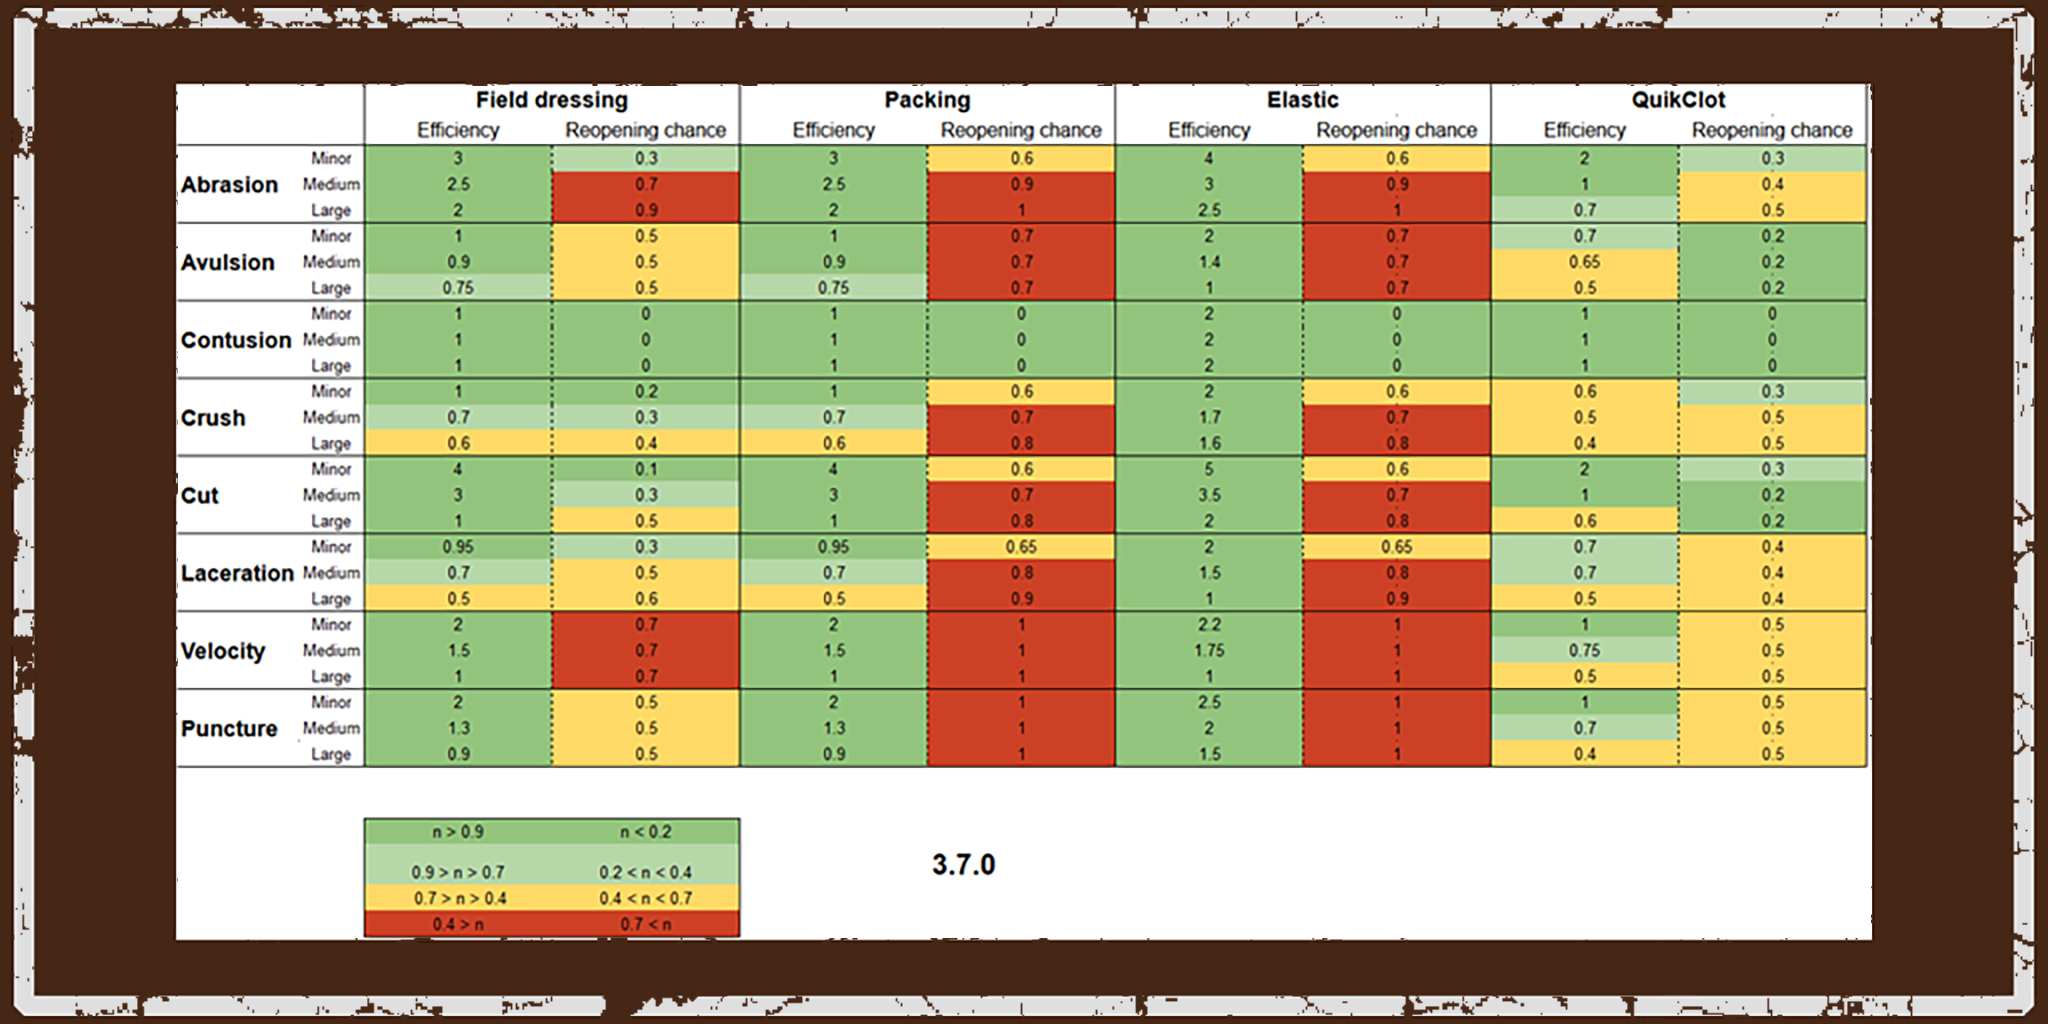 Field dressing Packing Elastic QuikClot
Efficiency Reopening chance Efficiency Reopening chance Efficiency Reopening chance Efficiency Reopening chance
Minor 3 0.3 3 0.6 4 0.6 2 0.3
Abrasion Medium 2.5 0.7 2.5 0.9 3 0.9 1 0.4
Large 2 0.9 2 1 2.5 1 0.7 0.5
Minor 1 0.5 1 0.7 2 0.7 0.7 0.2
Avulsion Medium 0.9 0.5 0.9 0.7 1.4 0.7 0.65 0.2
Large 0.75 0.5 0.75 0.7 1 0.7 0.5 0.2
Minor 1 0 1 0 2 0 1 0
Contusion Medium 1 0 1 0 2 0 1 0
Large 1 0 1 0 2 0 1 0
Minor 1 0.2 1 0.6 2 0.6 0.6 0.3
Crush Medium 0.7 0.3 0.7 0.7 1.7 0.7 0.5 0.5
Large 0.6 0.4 0.6 0.8 1.6 0.8 0.4 0.5
Minor 4 0.1 4 0.6 5 0.6 2 0.3
Cut Medium 3 0.3 3 0.7 3.5 0.7 1 0.2
Large 1 0.5 1 0.8 2 0.8 0.6 0.2
Minor 0.95 0.3 0.95 0.65 2 0.65 0.7 0.4
Laceration Medium 0.7 0.5 0.7 0.8 1.5 0.8 0.7 0.4
Large 0.5 0.6 0.5 0.9 1 0.9 0.5 0.4
Minor 2 0.7 2 1 2.2 1 1 0.5
Velocity Medium 1.5 0.7 1.5 1 1.75 1 0.75 0.5
Large 1 0.7 1 1 1 1 0.5 0.5
Minor 2 0.5 2 1 2.5 1 1 0.5
Puncture Medium 1.3 0.5 1.3 1 2 1 0.7 0.5
Large 0.9 0.5 0.9 1 1.5 1 0.4 0.5
n > 0.9 n < 0.2
0.9 > n > 0.7 0.2 < n < 0.4
0.7 > n > 0.4 0.4 < n < 0.7
0.4 > n 0.7 < n
3.7.0